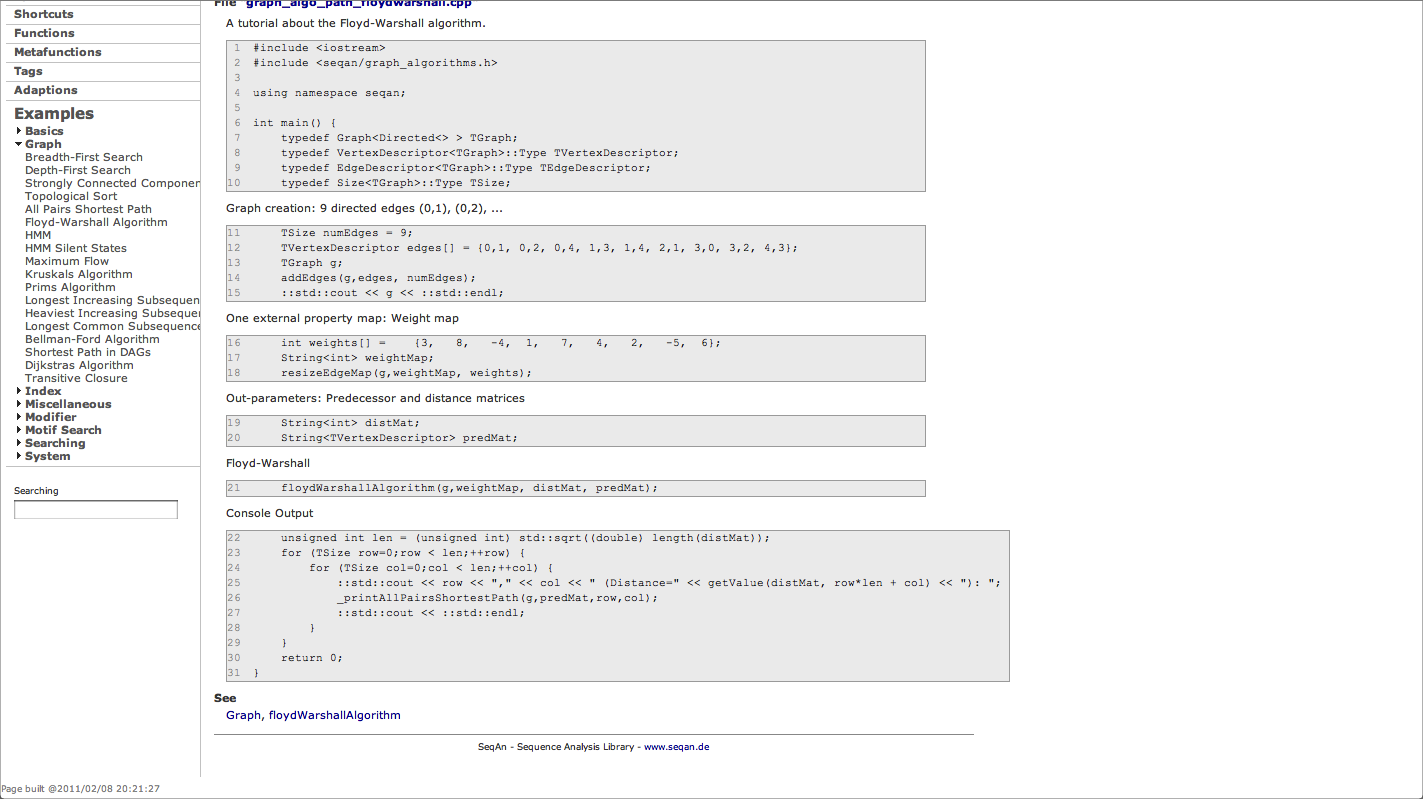 Shortcuts
Functions
Metafunctions
Tags
Adaptions
Examples
Basics
Graph
Breadth-First Search
Depth-First Search
Strongly Connected Componen
Topological Sort
All Pairs Shortest Path
Floyd-Warshall Algorithm
HMM
HMM Silent States
Maximum Flow
Kruskals Algorithm
Prims Algorithm
Longest Increasing Subsequen
Heaviest Increasing Subseque
Longest Common Subsequence
Bellman-Ford Algorithm
Shortest Path in DAGs
Dijkstras Algorithm
Transitive Closure
Index
Miscellaneous
Modifier
Motif Search
Searching
System
Searching
File "graph_algo_path_floydwarshall.cpp"
A tutorial about the Floyd-Warshall algorithm.
1 #include <iostream>
2 #include <seqan/graph_algorithms.h>
3
4 using namespace seqan;
5
6 int main() {
7 typedef Graph<Directed<> > TGraph;
8 typedef VertexDescriptor<TGraph>::Type TVertexDescriptor;
9 typedef EdgeDescriptor<TGraph>::Type TEdgeDescriptor;
10 typedef Size<TGraph>::Type TSize;
Graph creation: 9 directed edges (0,1), (0,2), ...
11 TSize numEdges = 9;
12 TVertexDescriptor edges[] = {0,1, 0,2, 0,4, 1,3, 1,4, 2,1, 3,0, 3,2, 4,3};
13 TGraph g;
14 addEdges(g,edges, numEdges);
15 ::std::cout << g << ::std::endl;
One external property map: Weight map
16 int weights[] = {3, 8, -4, 1, 7, 4, 2, -5, 6};
17 String<int> weightMap;
18 resizeEdgeMap(g,weightMap, weights);
Out-parameters: Predecessor and distance matrices
19 String<int> distMat;
20 String<TVertexDescriptor> predMat;
Floyd-Warshall
21 floydWarshallAlgorithm(g,weightMap, distMat, predMat);
Console Output
22 unsigned int len = (unsigned int) std::sqrt((double) length(distMat));
23 for (TSize row=0;row < len;++row) {
24 for (TSize col=0;col < len;++col) {
25 ::std::cout << row << "," << col << " (Distance=" << getValue(distMat, row*len + col) << "): ";
26 _printAllPairsShortestPath(g,predMat,row,col);
27 ::std::cout << ::std::endl;
28 }
29 }
30 return 0;
31 }
See
Graph, floydWarshallAlgorithm
SeqAn - Sequence Analysis Library - www.seqan.de
Page built @2011/02/08 20:21:27